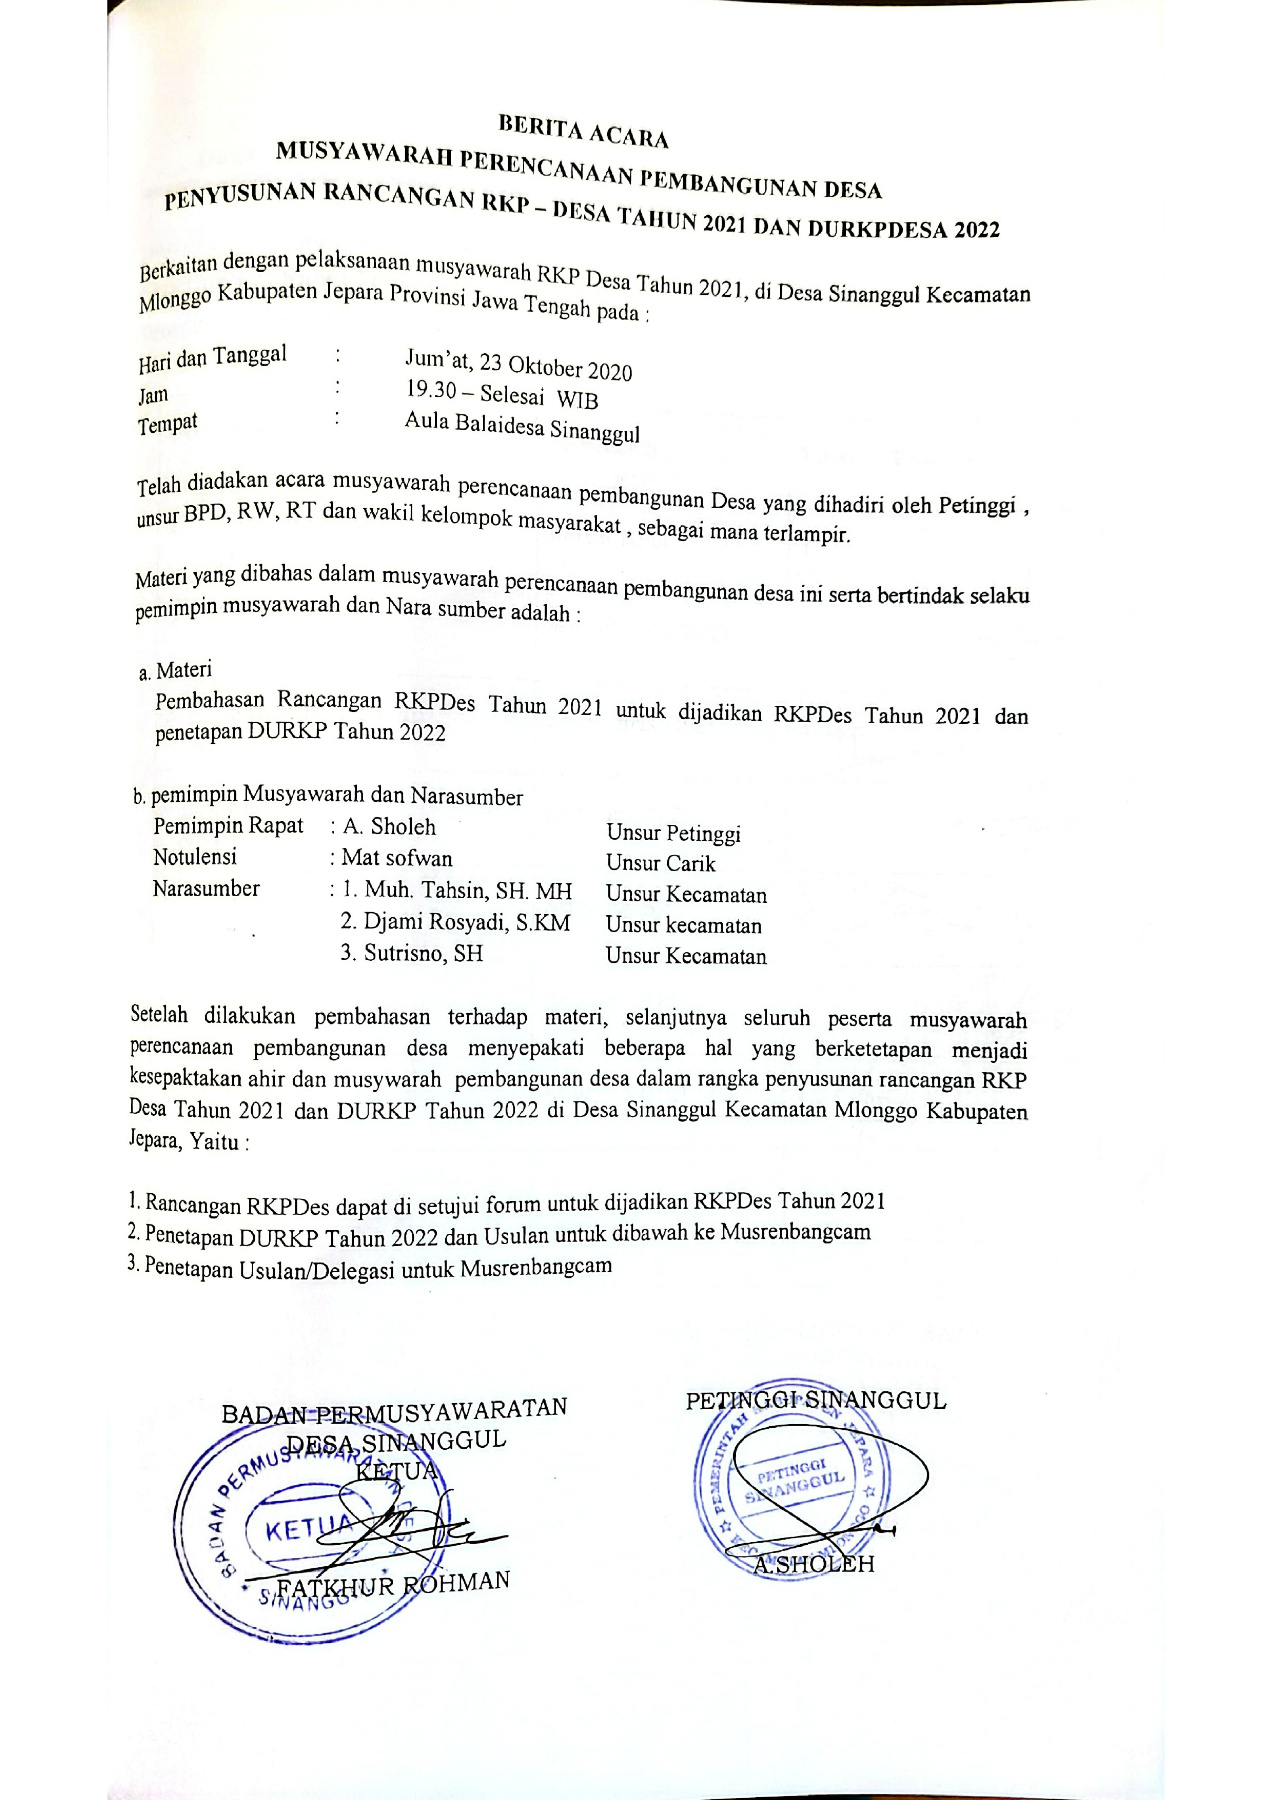 BERITA ACARA
MUSYAWARAH PERENCANAAN PEMBANGUNAN DESA
PENYUSUNAN RANCANGAN RKP – DESA TAHUN 2021 DAN DURKPDESA 2022
Berkaitan dengan pelaksanaan musyawarah RKP Desa Tahun 2021, di Desa Sinanggul Kecamatan
Mlonggo Kabupaten Jepara Provinsi Jawa Tengah pada :
Hari dan Tanggal : Jum’at, 23 Oktober 2020
Jam : 19.30 – Selesai WIB
Tempat : Aula Balaidesa Sinanggul
Telah diadakan acara musyawarah perencanaan pembangunan Desa yang dihadiri oleh Petinggi ,
unsur BPD, RW, RT dan wakil kelompok masyarakat , sebagai mana terlampir.
Materi yang dibahas dalam musyawarah perencanaan pembangunan desa ini serta bertindak selaku
pemimpin musyawarah dan Nara sumber adalah :
a. Materi
Pembahasan Rancangan RKPDes Tahun 2021 untuk dijadikan RKPDes Tahun 2021 dan
penetapan DURKP Tahun 2022
b. pemimpin Musyawarah dan Narasumber
Pemimpin Rapat : A. Sholeh Unsur Petinggi
Notulensi : Mat sofwan Unsur Carik
Narasumber : 1. Muh. Tahsin, SH. MH Unsur Kecamatan
2. Djami Rosyadi, S.KM Unsur kecamatan
3. Sutrisno, SH Unsur Kecamatan
Setelah dilakukan pembahasan terhadap materi, selanjutnya seluruh peserta musyawarah
perencanaan pembangunan desa menyepakati beberapa hal yang berketetapan menjadi
kesepaktakan ahir dan musywarah pembangunan desa dalam rangka penyusunan rancangan RKP
Desa Tahun 2021 dan DURKP Tahun 2022 di Desa Sinanggul Kecamatan Mlonggo Kabupaten
Jepara, Yaitu :
1. Rancangan RKPDes dapat di setujui forum untuk dijadikan RKPDes Tahun 2021
2. Penetapan DURKP Tahun 2022 dan Usulan untuk dibawah ke Musrenbangcam
3. Penetapan Usulan/Delegasi untuk Musrenbangcam
BADAN PERMUSYAWARATAN
DESA SINANGGUL
KETUA
BADAN PERMUSYAWARATAN DESA
KETUA
SINANGGUL
FATKHUR ROHMAN
PETINGGI SINANGGUL
PEMERINTAH KABUPATEN JEPARA
PETINGGI
SINANGGUL
KECAMATAN MLONGGO
A.SHOLEH